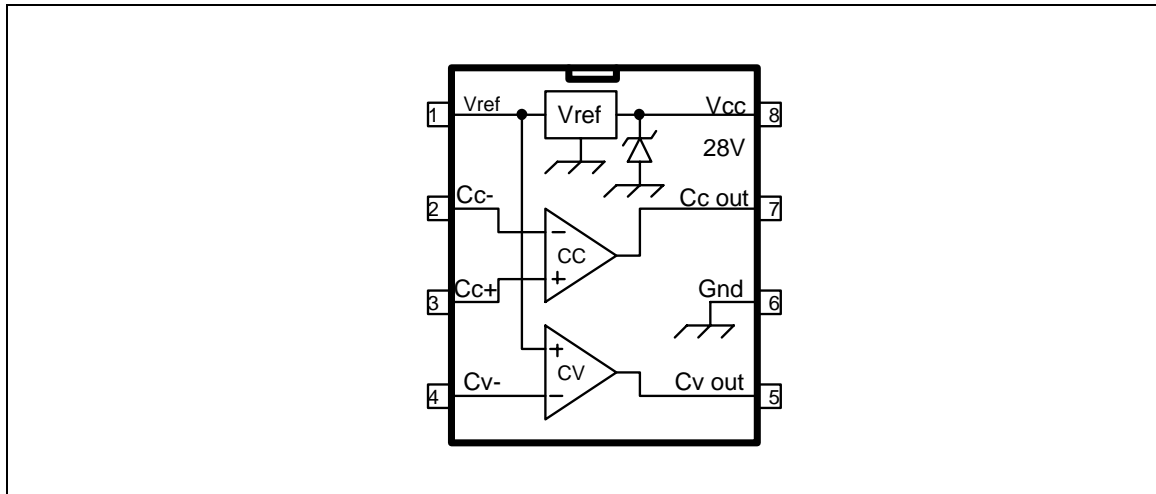 1 Vref Vref Vcc 8
28V
2 Cc- Cc out 7
− CC +
3 Cc+ Gnd 6
+ CV −
4 Cv- Cv out 5